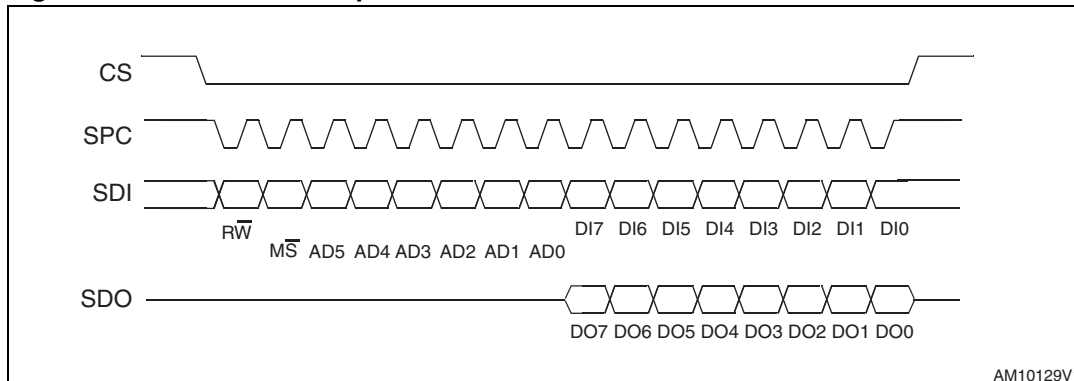 CS
SPC
SDI
RW̅
MS̅ AD5 AD4 AD3 AD2 AD1 AD0
DI7 DI6 DI5 DI4 DI3 DI2 DI1 DI0
SDO
DO7 DO6 DO5 DO4 DO3 DO2 DO1 DO0
AM10129V